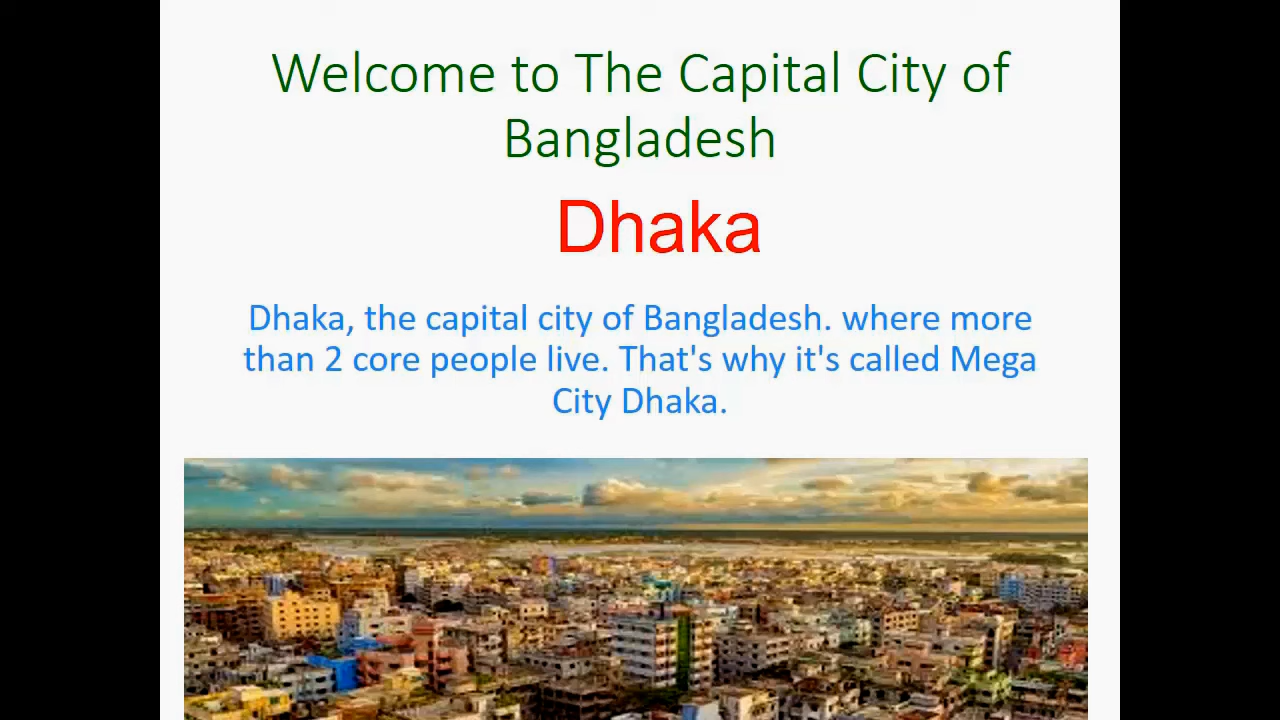 Welcome to The Capital City of
Bangladesh
Dhaka
Dhaka, the capital city of Bangladesh. where more
than 2 core people live. That's why it's called Mega
City Dhaka.